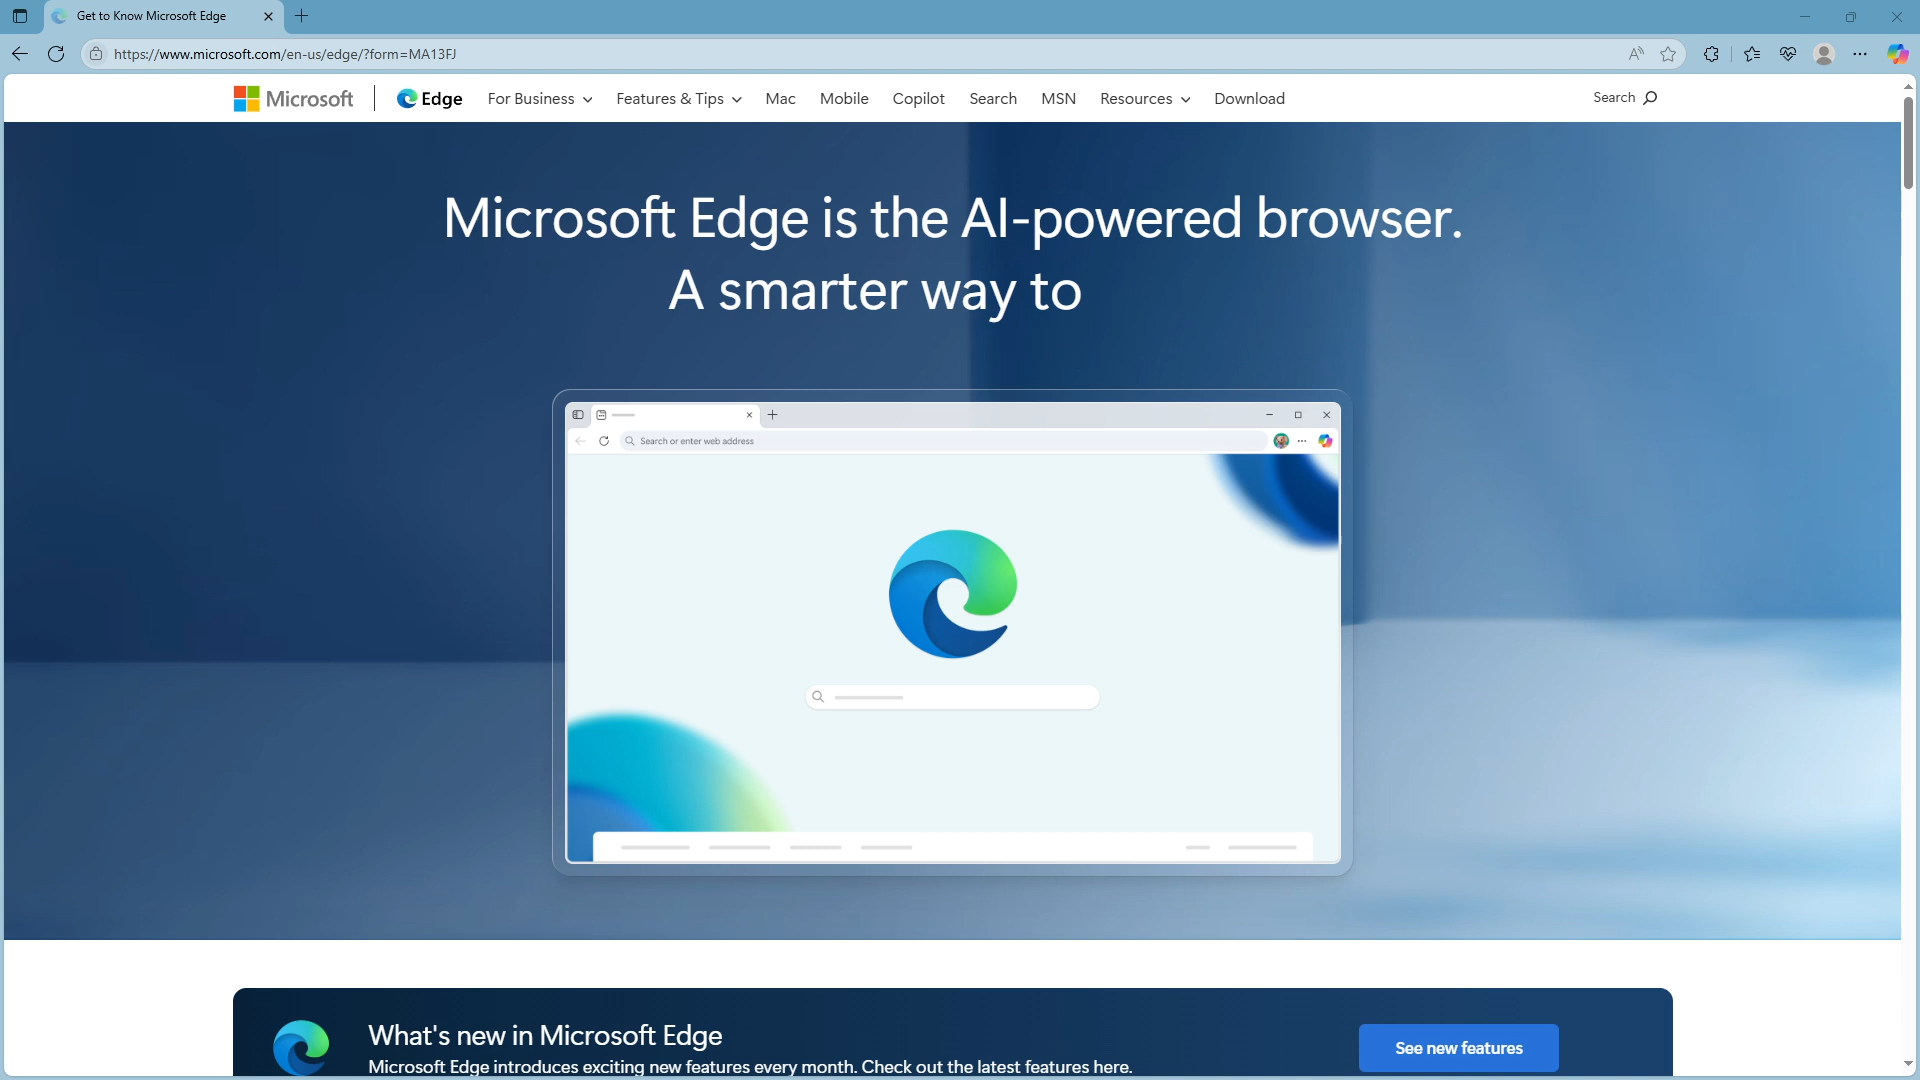 Get to Know Microsoft Edge
https://www.microsoft.com/en-us/edge/?form=MA13FJ
Microsoft
Edge
For Business
Features & Tips
Mac
Mobile
Copilot
Search
MSN
Resources
Download
Search
Microsoft Edge is the AI-powered browser.
A smarter way to
Search or enter web address
What's new in Microsoft Edge
See new features
Microsoft Edge introduces exciting new features every month. Check out the latest features here.